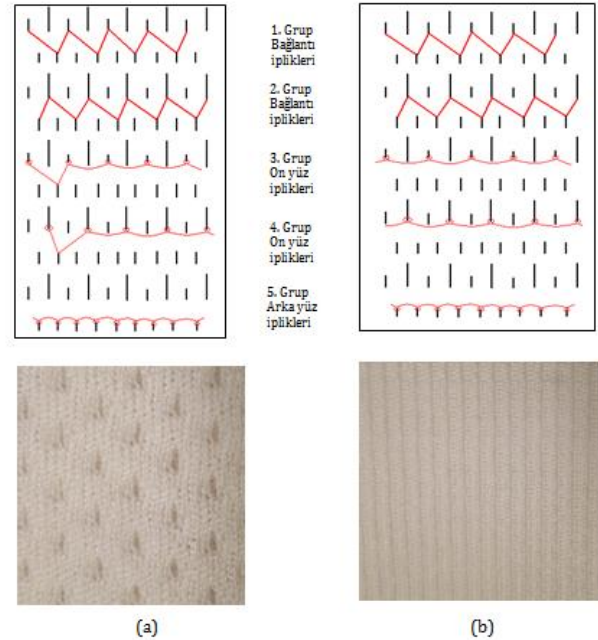 1. Grup
Bağlantı
iplikleri
2. Grup
Bağlantı
iplikleri
3. Grup
On yüz
iplikleri
4. Grup
On yüz
iplikleri
5. Grup
Arka yüz
iplikleri
(a)
(b)